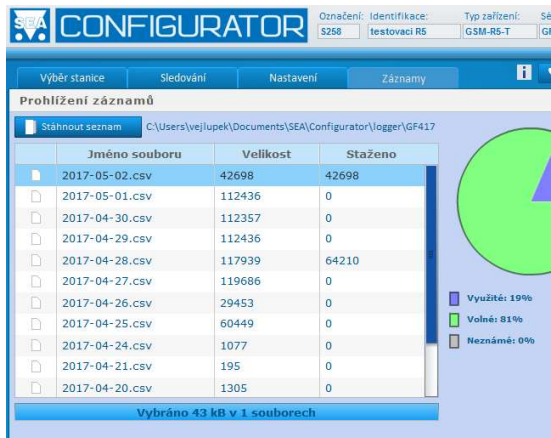 SEA CONFIGURATOR
Označení: Identifikace: Typ zařízení:
S258 testovaci R5 GSM-R5-T
Výběr stanice Sledování Nastavení Záznamy i
Prohlížení záznamů
Stáhnout seznam C:\Users\vejlupek\Documents\SEA\Configurator\logger\GF417
Jméno souboru Velikost Staženo
2017-05-02.csv 42698 42698
2017-05-01.csv 112436 0
2017-04-30.csv 112357 0
2017-04-29.csv 112436 0
2017-04-28.csv 117939 64210
2017-04-27.csv 119686 0
2017-04-26.csv 29453 0
2017-04-25.csv 60449 0
2017-04-24.csv 1077 0
2017-04-21.csv 195 0
2017-04-20.csv 1305 0
Využité: 19%
Volné: 81%
Neznámé: 0%
Vybráno 43 kB v 1 souborech